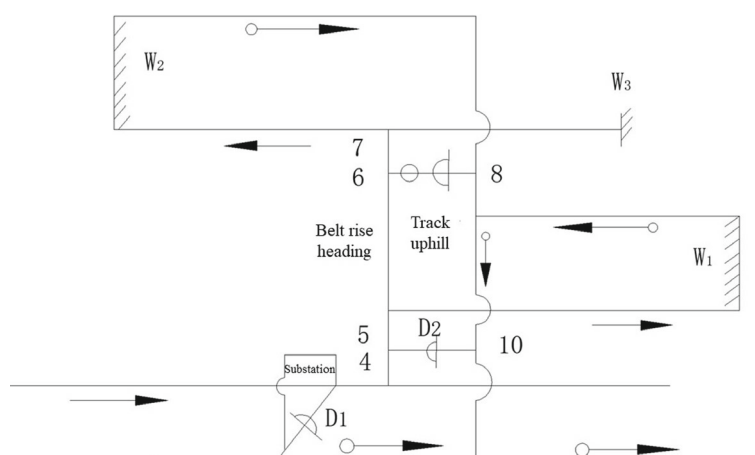 W2
W3
7
6
8
Belt rise
heading
Track
uphill
W1
5
D2
10
4
Substation
D1